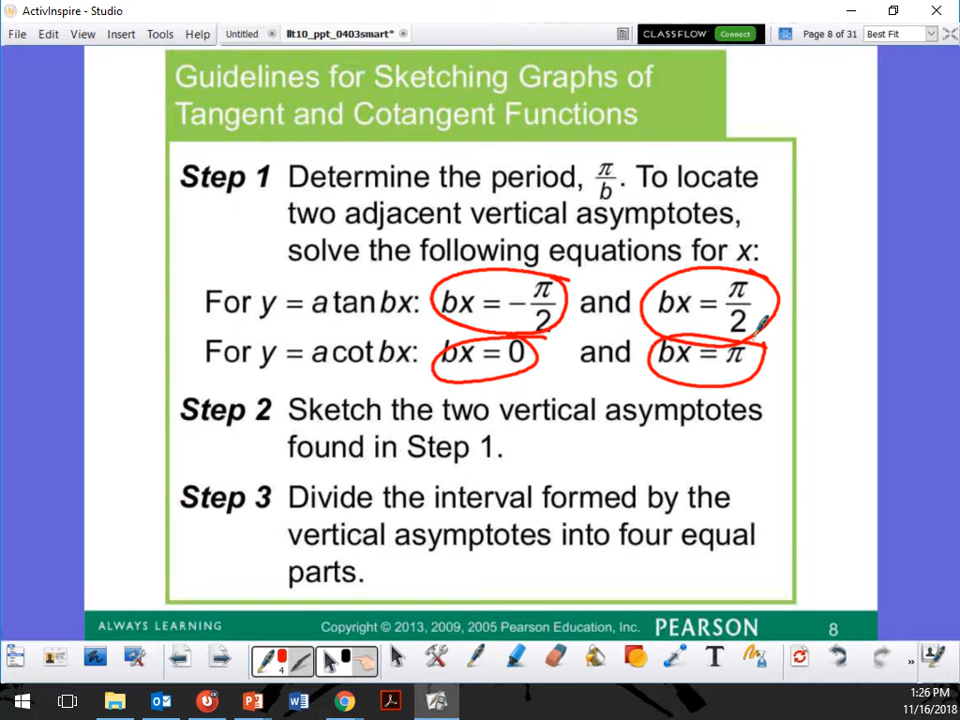 ActivInspire - Studio
File Edit View Insert Tools Help Untitled llt10_ppt_0403smart* CLASSFLOW Connect Page 8 of 31 Best Fit
Guidelines for Sketching Graphs of
Tangent and Cotangent Functions
Step 1 Determine the period, π/b. To locate
two adjacent vertical asymptotes,
solve the following equations for x:
For y = a tan bx: bx = −π/2 and bx = π/2
For y = a cot bx: bx = 0 and bx = π
Step 2 Sketch the two vertical asymptotes
found in Step 1.
Step 3 Divide the interval formed by the
vertical asymptotes into four equal
parts.
ALWAYS LEARNING Copyright © 2013, 2009, 2005 Pearson Education, Inc. PEARSON 8
4 T »
1:26 PM
11/16/2018